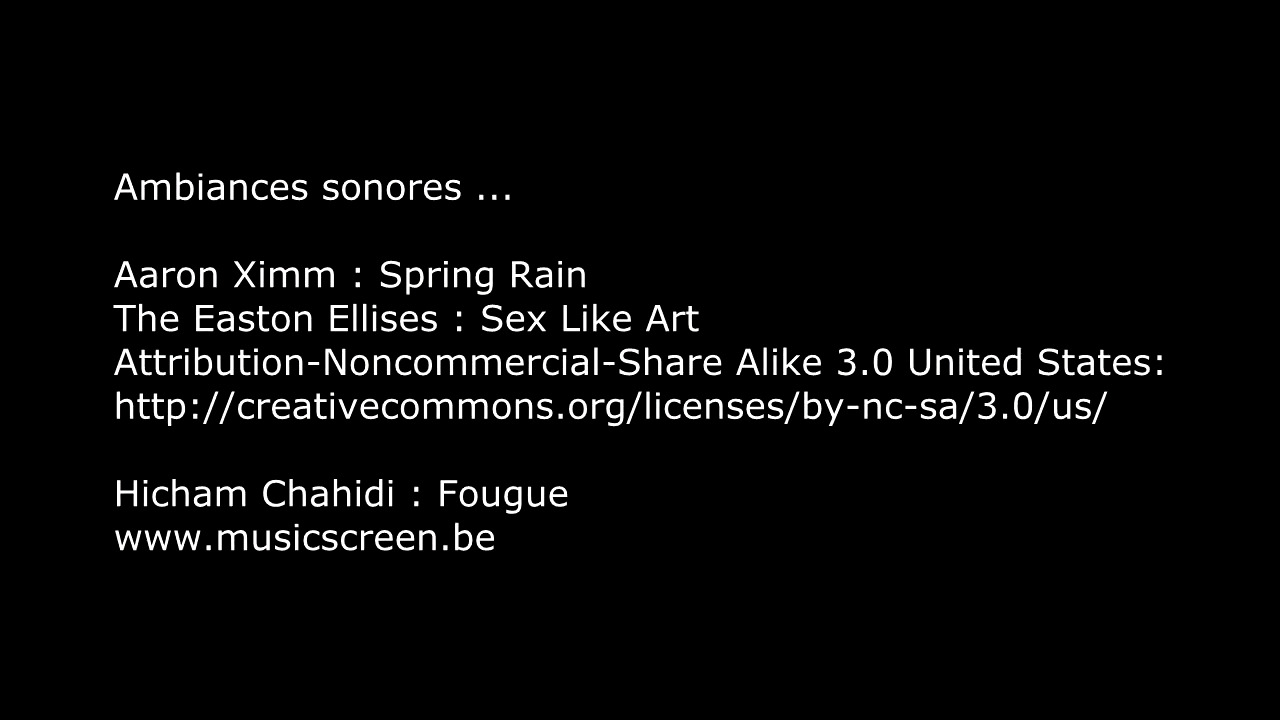 Ambiances sonores ...
Aaron Ximm : Spring Rain
The Easton Ellises : Sex Like Art
Attribution-Noncommercial-Share Alike 3.0 United States:
http://creativecommons.org/licenses/by-nc-sa/3.0/us/
Hicham Chahidi : Fougue
www.musicscreen.be